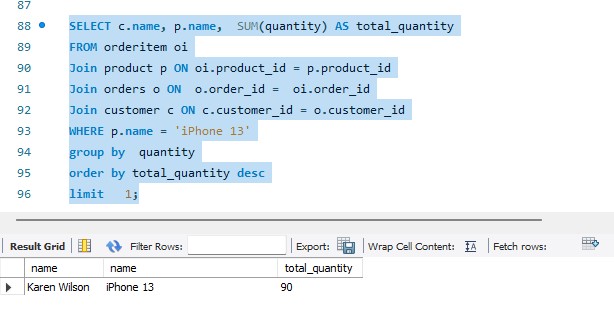 87
88 SELECT c.name, p.name,  SUM(quantity) AS total_quantity
89 FROM orderitem oi
90 Join product p ON oi.product_id = p.product_id
91 Join orders o ON  o.order_id =  oi.order_id
92 Join customer c ON c.customer_id = o.customer_id
93 WHERE p.name = 'iPhone 13'
94 group by  quantity
95 order by total_quantity desc
96 limit   1;
Result Grid Filter Rows: Export: Wrap Cell Content: IA Fetch rows:
name name total_quantity
Karen Wilson iPhone 13 90